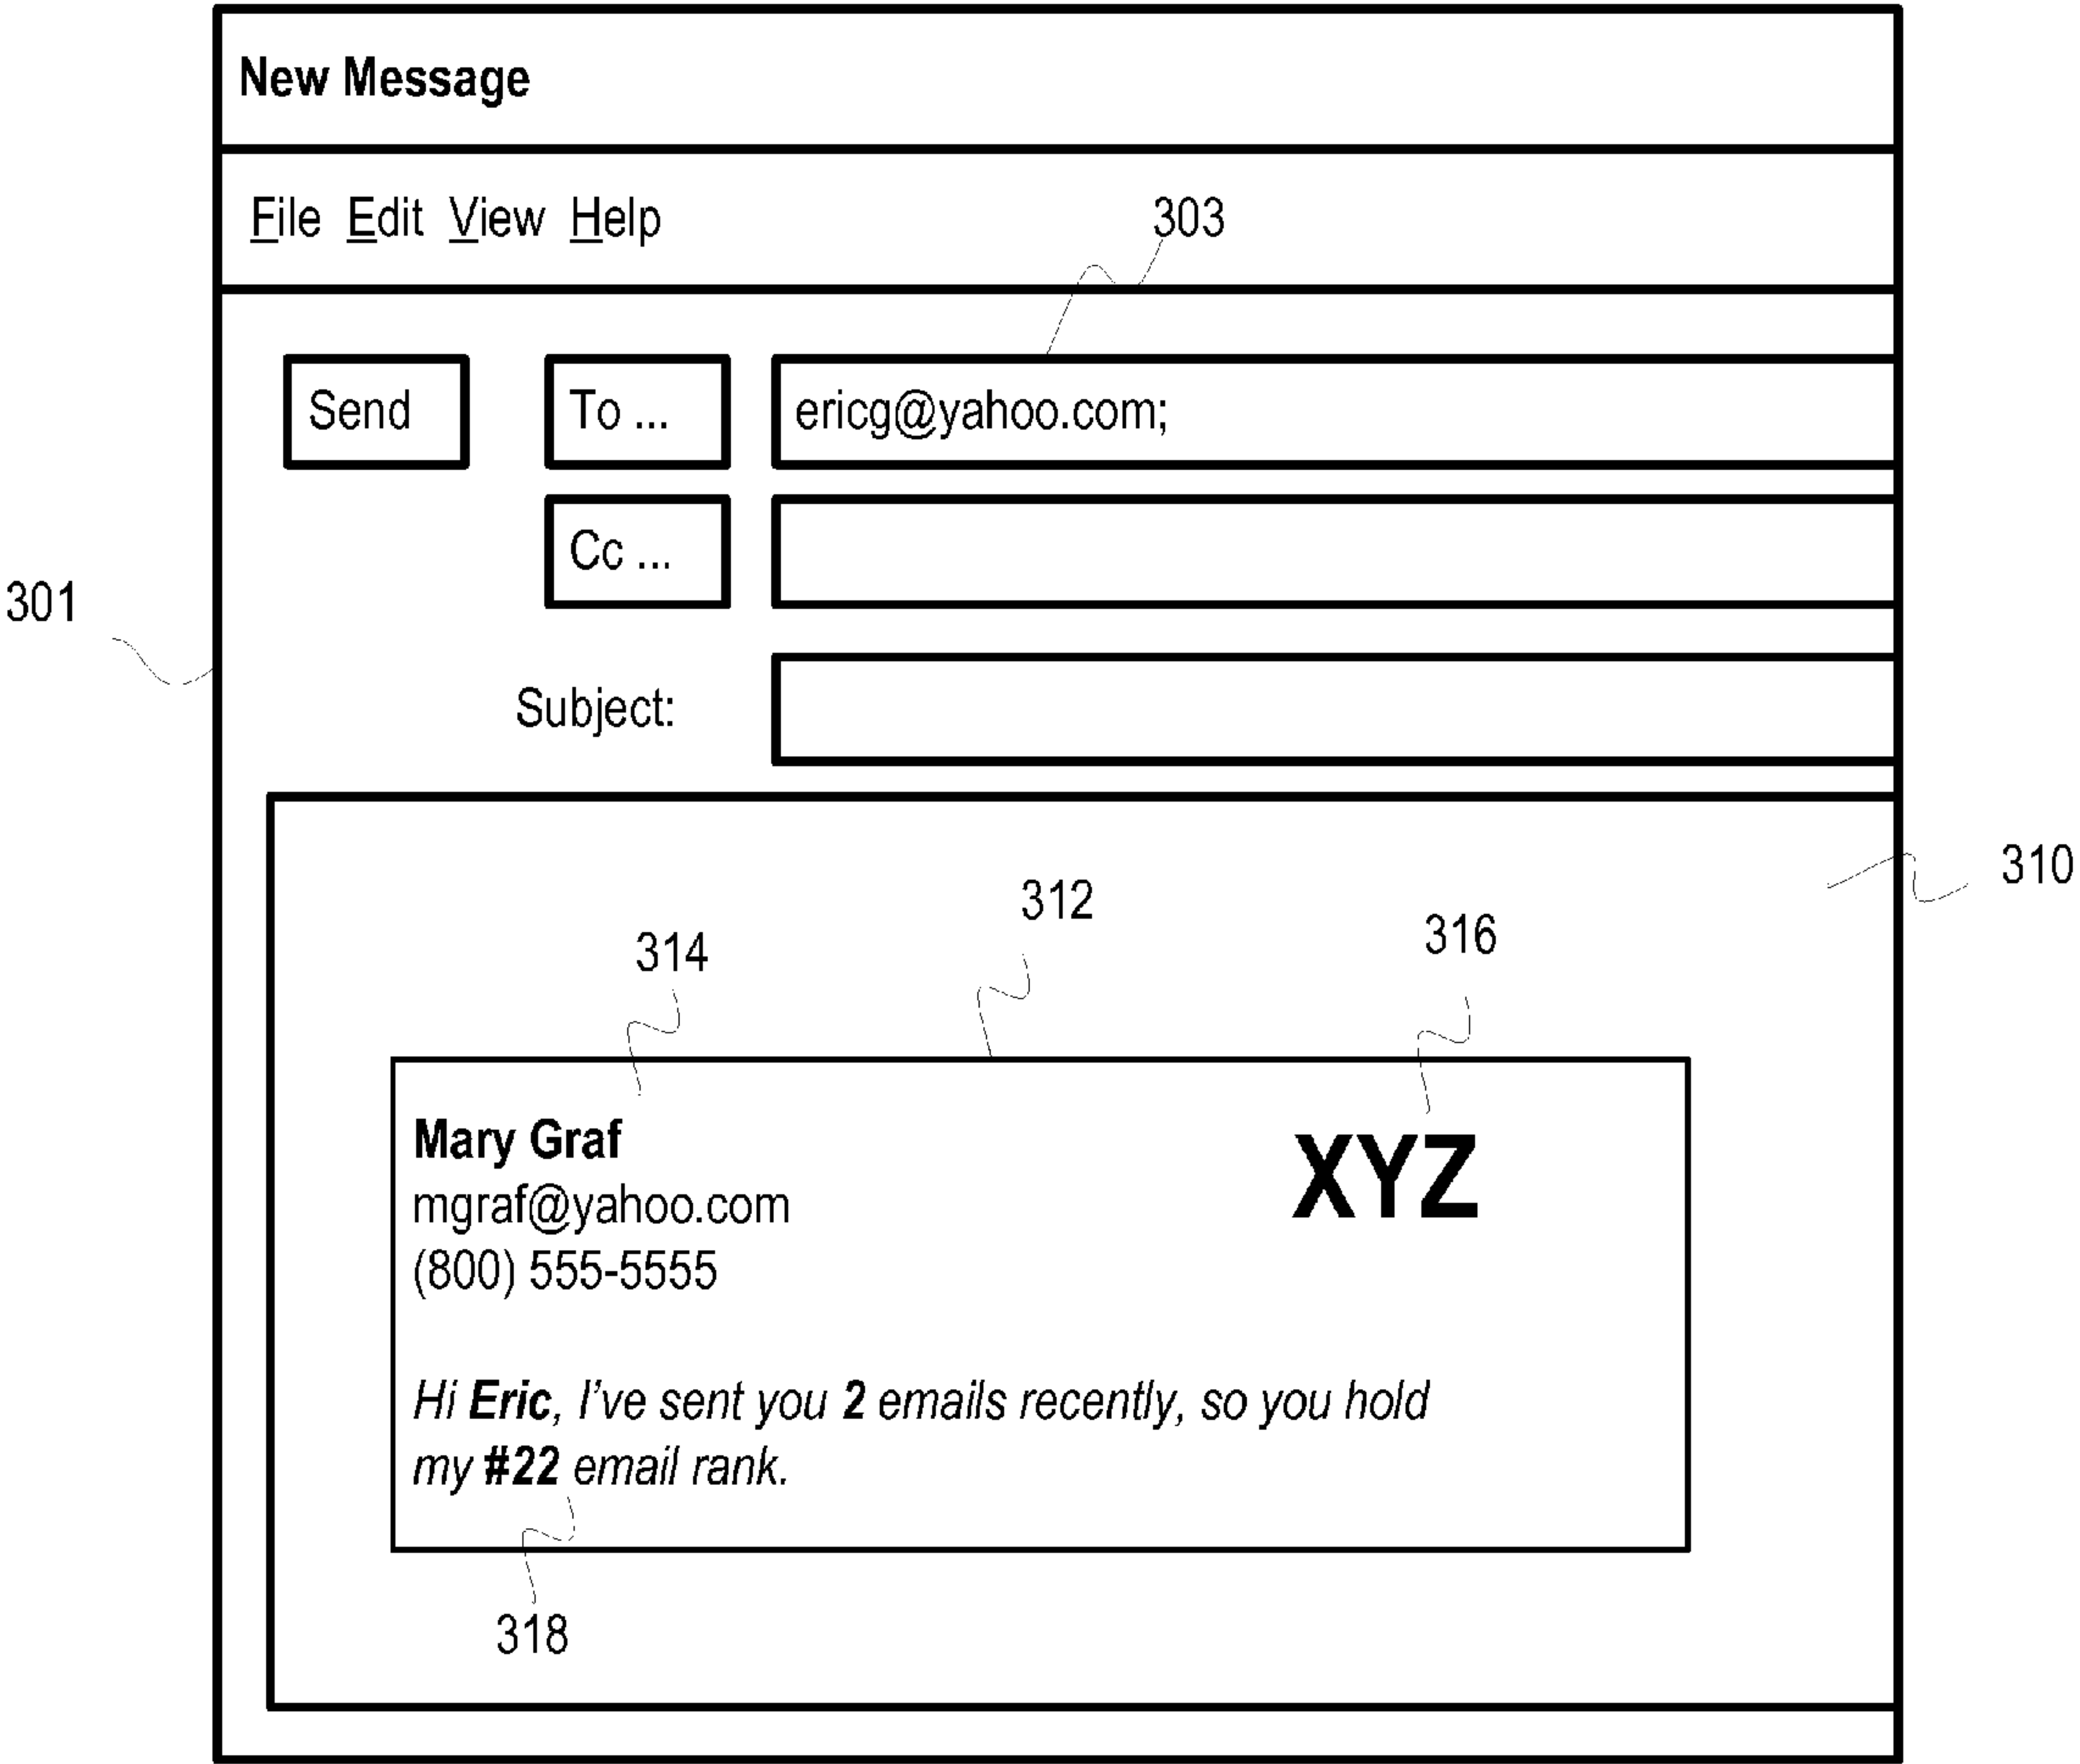 New Message
File Edit View Help
303
Send To ... ericg@yahoo.com;
Cc ...
301
Subject:
310
312
314
316
Mary Graf
XYZ
mgraf@yahoo.com
(800) 555-5555
Hi Eric, I've sent you 2 emails recently, so you hold
my #22 email rank.
318